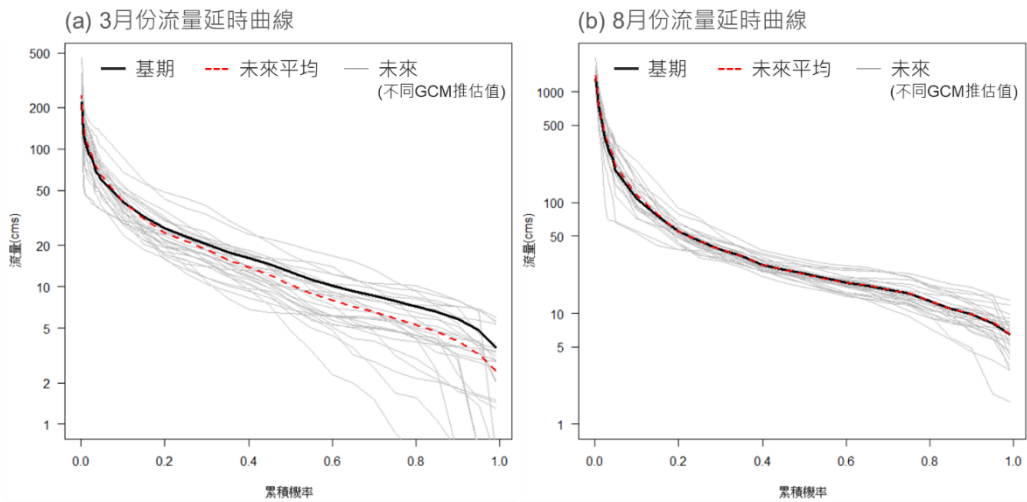 (a) 3月份流量延時曲線
基期 未來平均 未來
(不同GCM推估值)
500
200
100
50
20
10
5
2
1
流量(cms)
0.0 0.2 0.4 0.6 0.8 1.0
累積機率
(b) 8月份流量延時曲線
基期 未來平均 未來
(不同GCM推估值)
1000
500
100
50
10
5
1
流量(cms)
0.0 0.2 0.4 0.6 0.8 1.0
累積機率